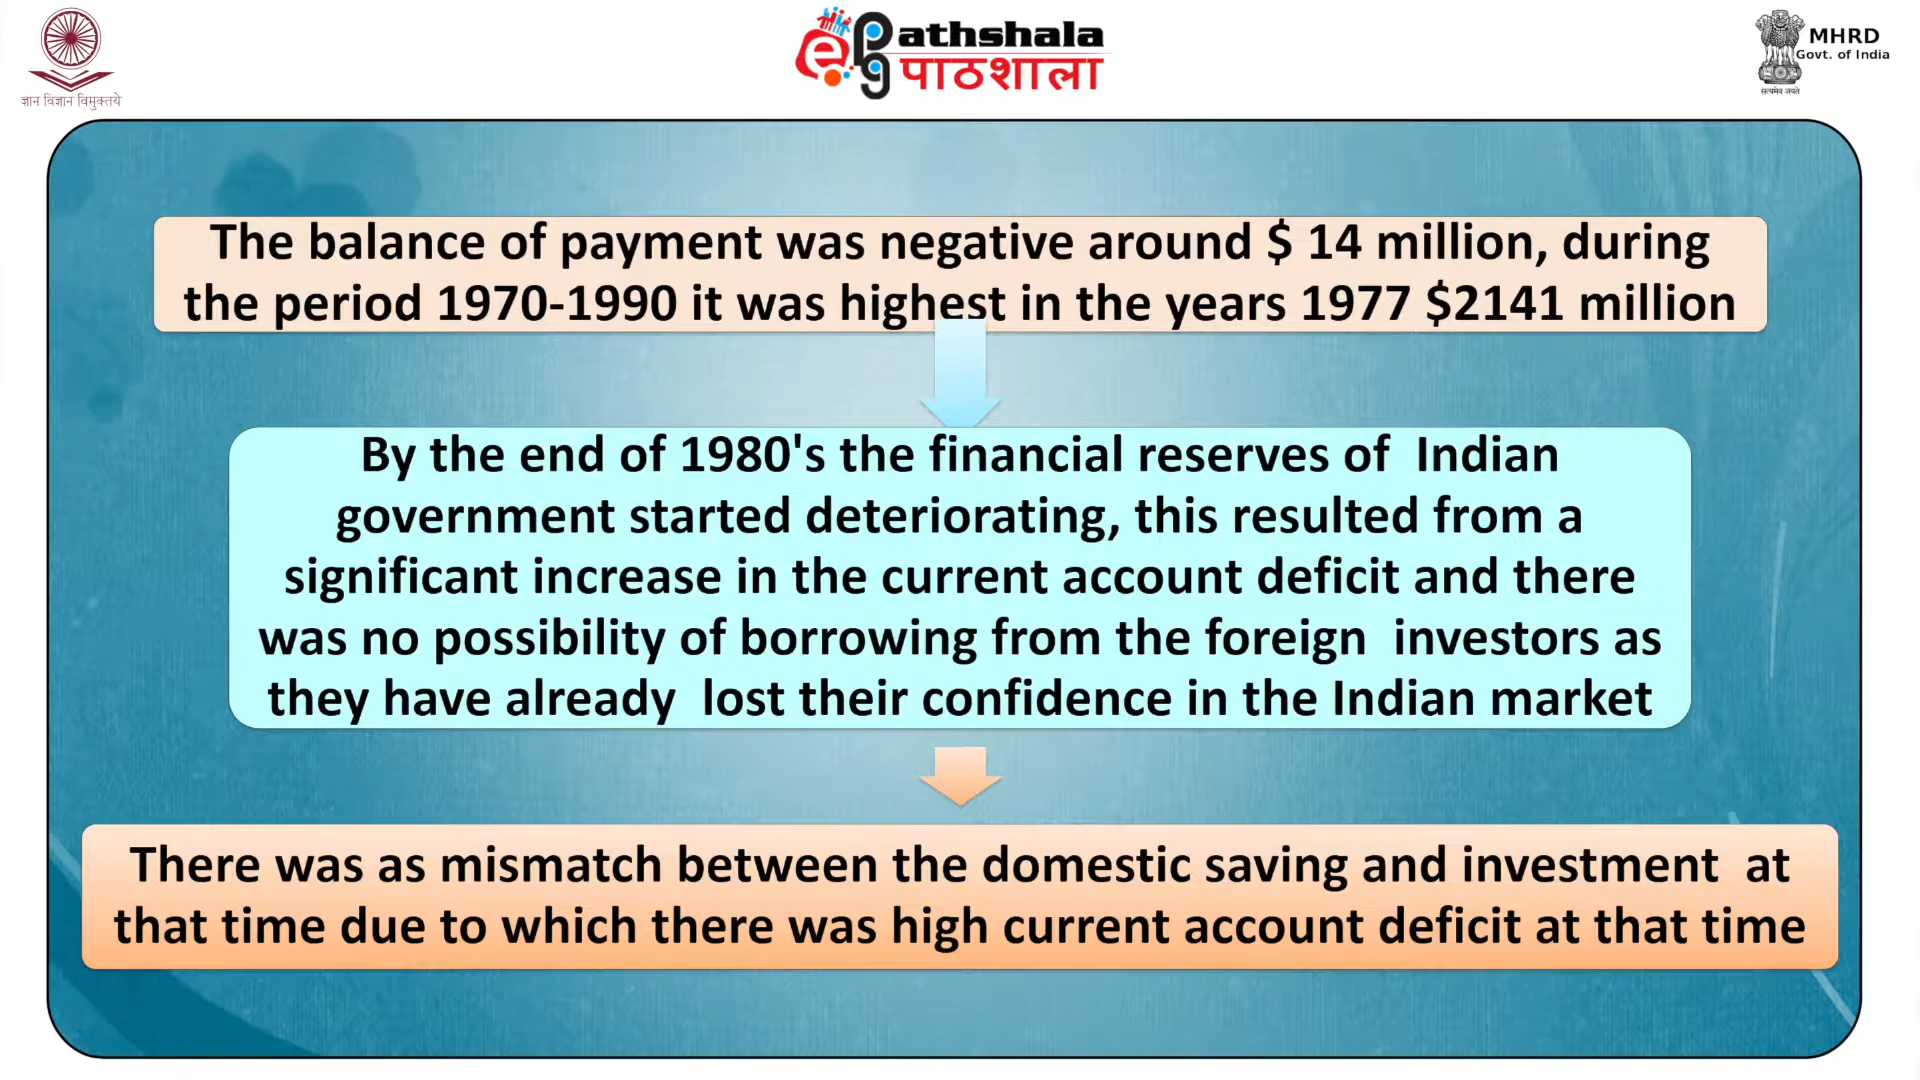 ज्ञान विज्ञान विमुक्तये
ePG Pathshala
पाठशाला
MHRD
Govt. of India
सत्यमेव जयते
The balance of payment was negative around $ 14 million, during
the period 1970-1990 it was highest in the years 1977 $2141 million
By the end of 1980's the financial reserves of Indian
government started deteriorating, this resulted from a
significant increase in the current account deficit and there
was no possibility of borrowing from the foreign investors as
they have already lost their confidence in the Indian market
There was as mismatch between the domestic saving and investment at
that time due to which there was high current account deficit at that time